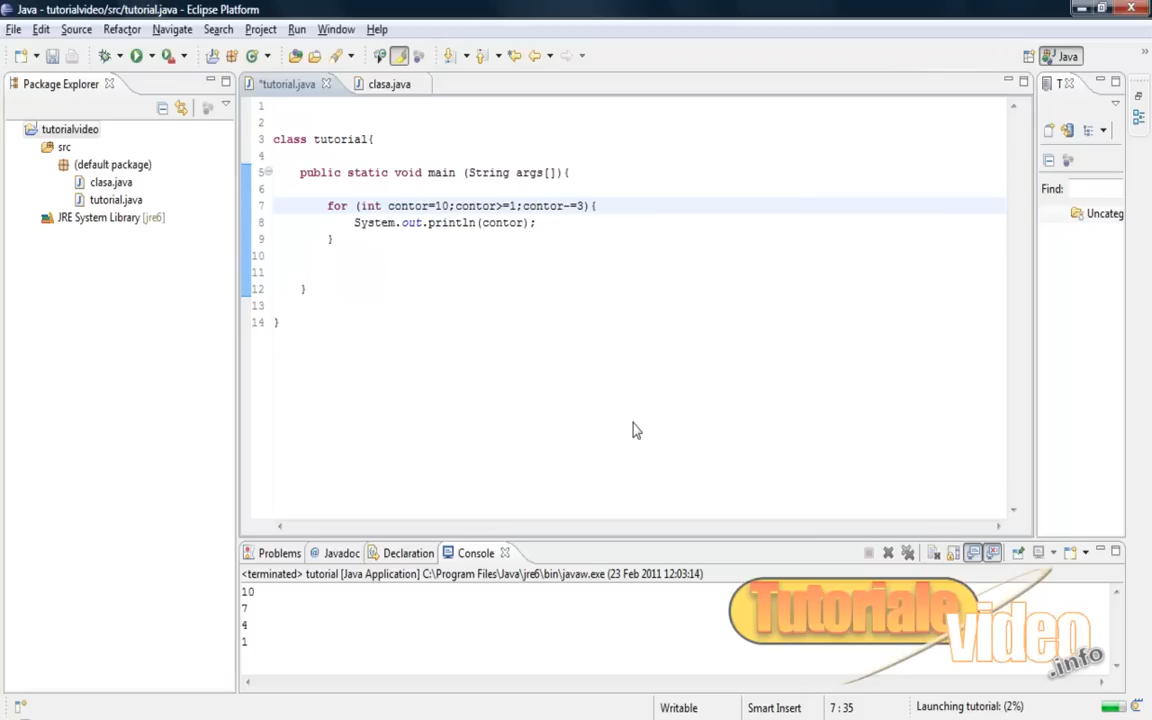 Java - tutorialvideo/src/tutorial.java - Eclipse Platform
File Edit Source Refactor Navigate Search Project Run Window Help
Java
Package Explorer
*tutorial.java
clasa.java
T
tutorialvideo
src
(default package)
clasa.java
tutorial.java
JRE System Library [jre6]
1
2
3 class tutorial{
4
5 public static void main (String args[]){
6
7 for (int contor=10;contor>=1;contor-=3){
8 System.out.println(contor);
9 }
10
11
12 }
13
14 }
Find:
Uncateg
Problems @ Javadoc Declaration Console
<terminated> tutorial [Java Application] C:\Program Files\Java\jre6\bin\javaw.exe (23 Feb 2011 12:03:14)
10
7
4
1
Tutoriale
video
.info
Writable Smart Insert 7 : 35 Launching tutorial: (2%)